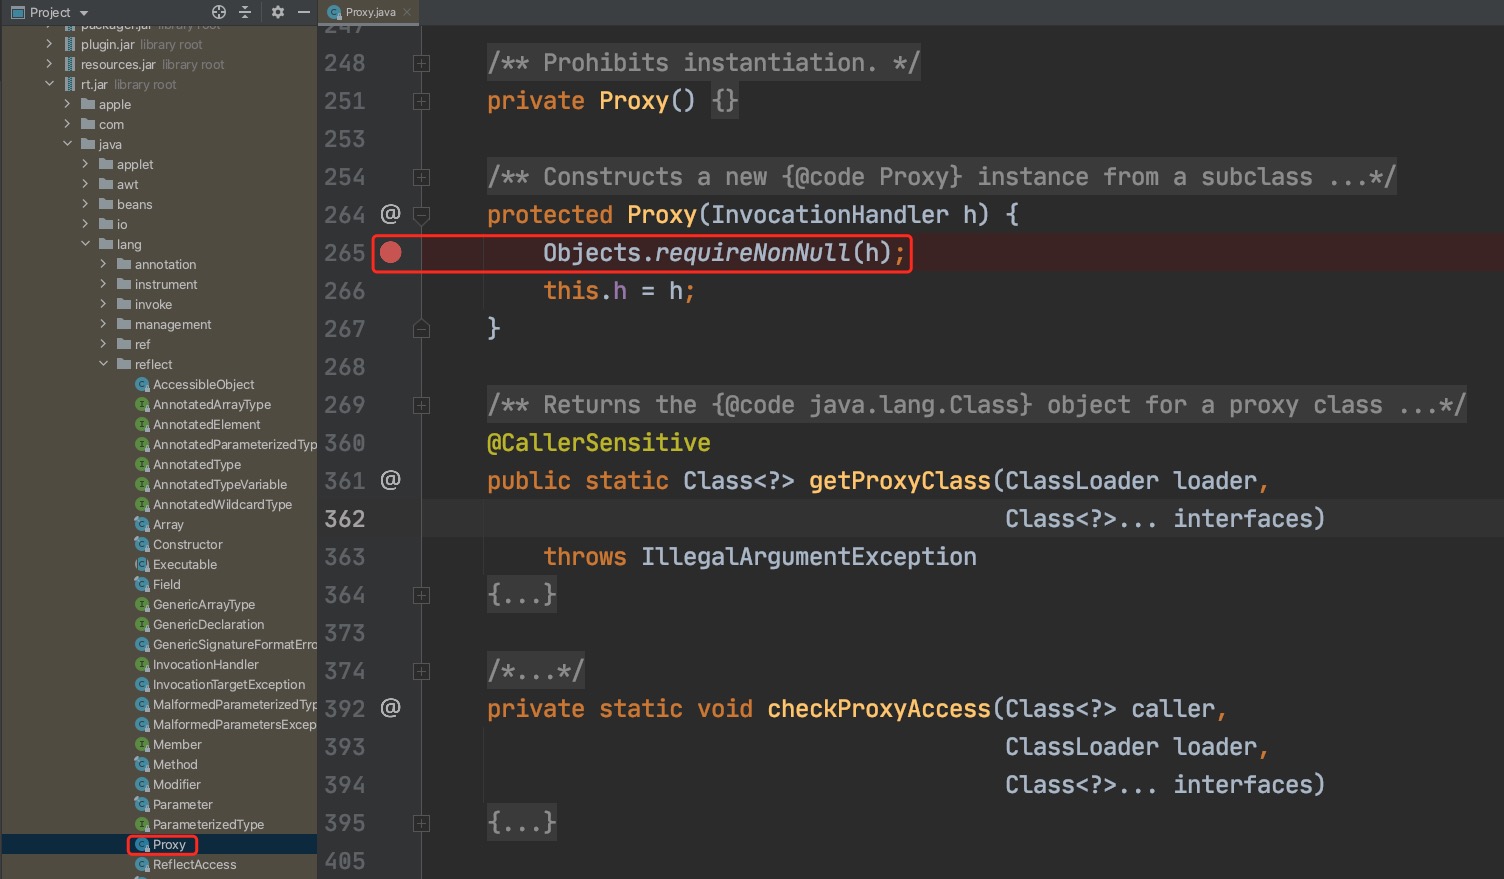 Project
packager.jar library root
plugin.jar library root
resources.jar library root
rt.jar library root
apple
com
java
applet
awt
beans
io
lang
annotation
instrument
invoke
management
ref
reflect
AccessibleObject
AnnotatedArrayType
AnnotatedElement
AnnotatedParameterizedTyp
AnnotatedType
AnnotatedTypeVariable
AnnotatedWildcardType
Array
Constructor
Executable
Field
GenericArrayType
GenericDeclaration
GenericSignatureFormatErro
InvocationHandler
InvocationTargetException
MalformedParameterizedTyp
MalformedParametersExcep
Member
Method
Modifier
Parameter
ParameterizedType
Proxy
ReflectAccess
Proxy.java
247
248 /** Prohibits instantiation. */
251 private Proxy() {}
253
254 /** Constructs a new {@code Proxy} instance from a subclass ...*/
264 @ protected Proxy(InvocationHandler h) {
265 Objects.requireNonNull(h);
266 this.h = h;
267 }
268
269 /** Returns the {@code java.lang.Class} object for a proxy class ...*/
360 @CallerSensitive
361 @ public static Class<?> getProxyClass(ClassLoader loader,
362 Class<?>... interfaces)
363 throws IllegalArgumentException
364 {...}
373
374 /*...*/
392 @ private static void checkProxyAccess(Class<?> caller,
393 ClassLoader loader,
394 Class<?>... interfaces)
395 {...}
405